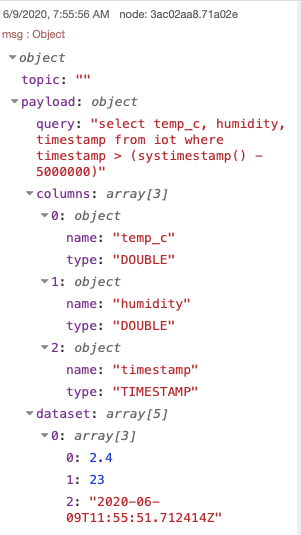 6/9/2020, 7:55:56 AM node: 3ac02aa8.71a02e
msg : Object
object
topic: ""
payload: object
query: "select temp_c, humidity,
timestamp from iot where
timestamp > (systimestamp() -
5000000)"
columns: array[3]
0: object
name: "temp_c"
type: "DOUBLE"
1: object
name: "humidity"
type: "DOUBLE"
2: object
name: "timestamp"
type: "TIMESTAMP"
dataset: array[5]
0: array[3]
0: 2.4
1: 23
2: "2020-06-
09T11:55:51.712414Z"